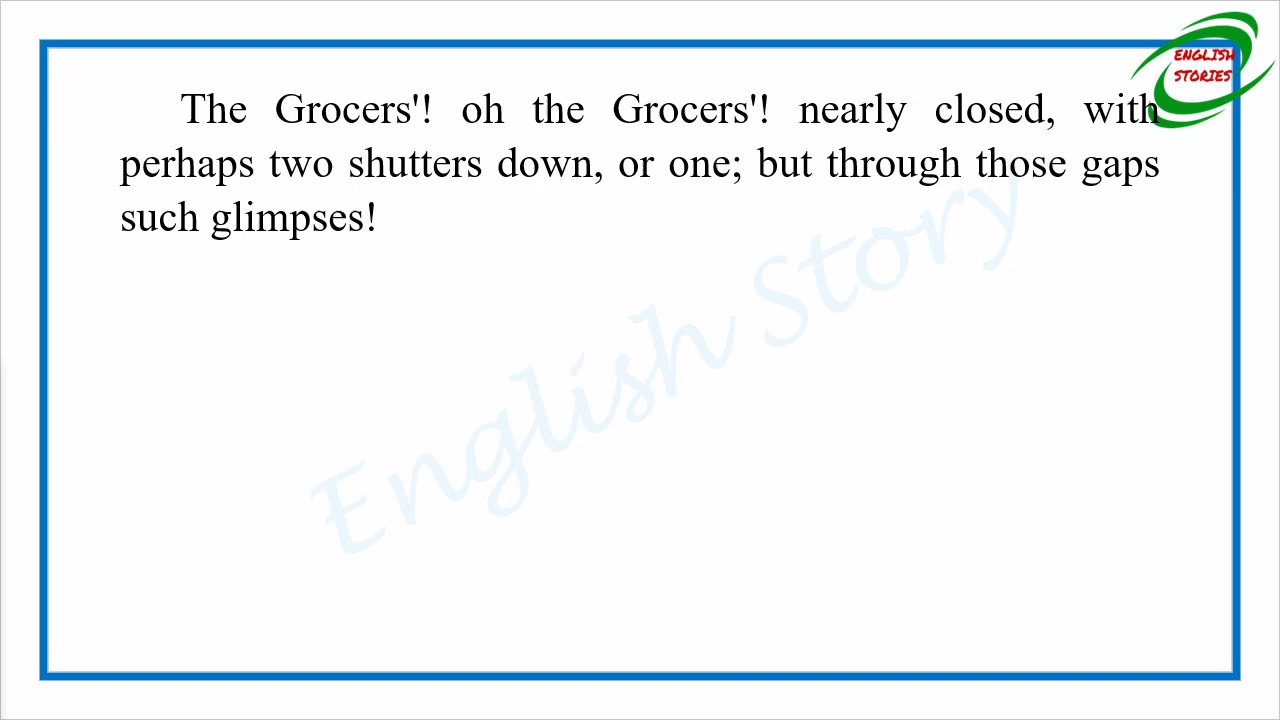 ENGLISH
STORIES
The Grocers'! oh the Grocers'! nearly closed, with
perhaps two shutters down, or one; but through those gaps
such glimpses!
English Story